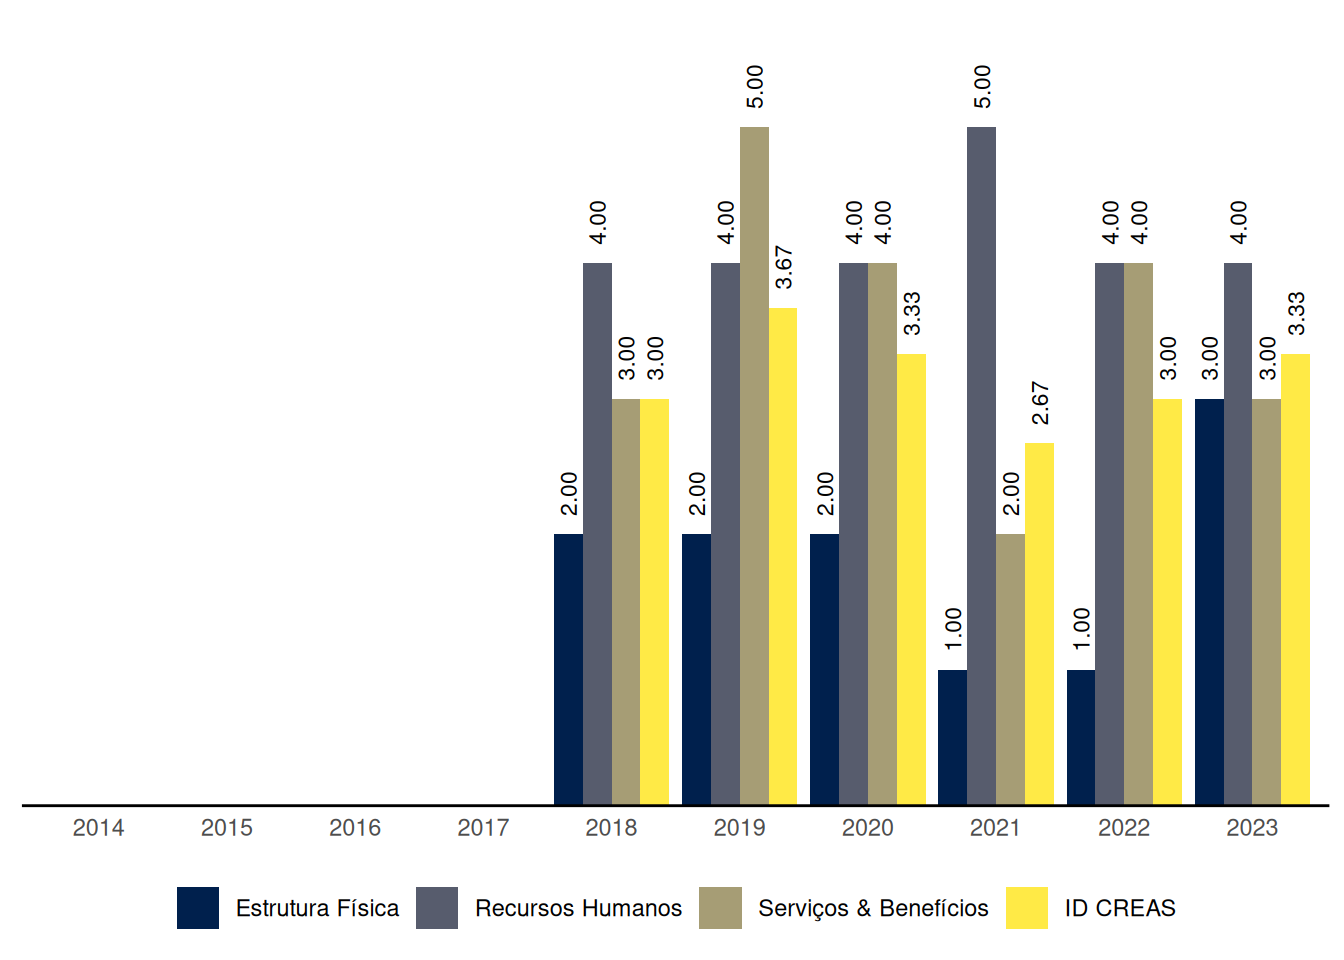 5.00 5.00
4.00 4.00 4.00 4.00 4.00 4.00 4.00
3.67
3.33 3.33
3.00 3.00 3.00 3.00 3.00
2.67
2.00 2.00 2.00 2.00
1.00 1.00
2014 2015 2016 2017 2018 2019 2020 2021 2022 2023
Estrutura Física Recursos Humanos Serviços & Benefícios ID CREAS